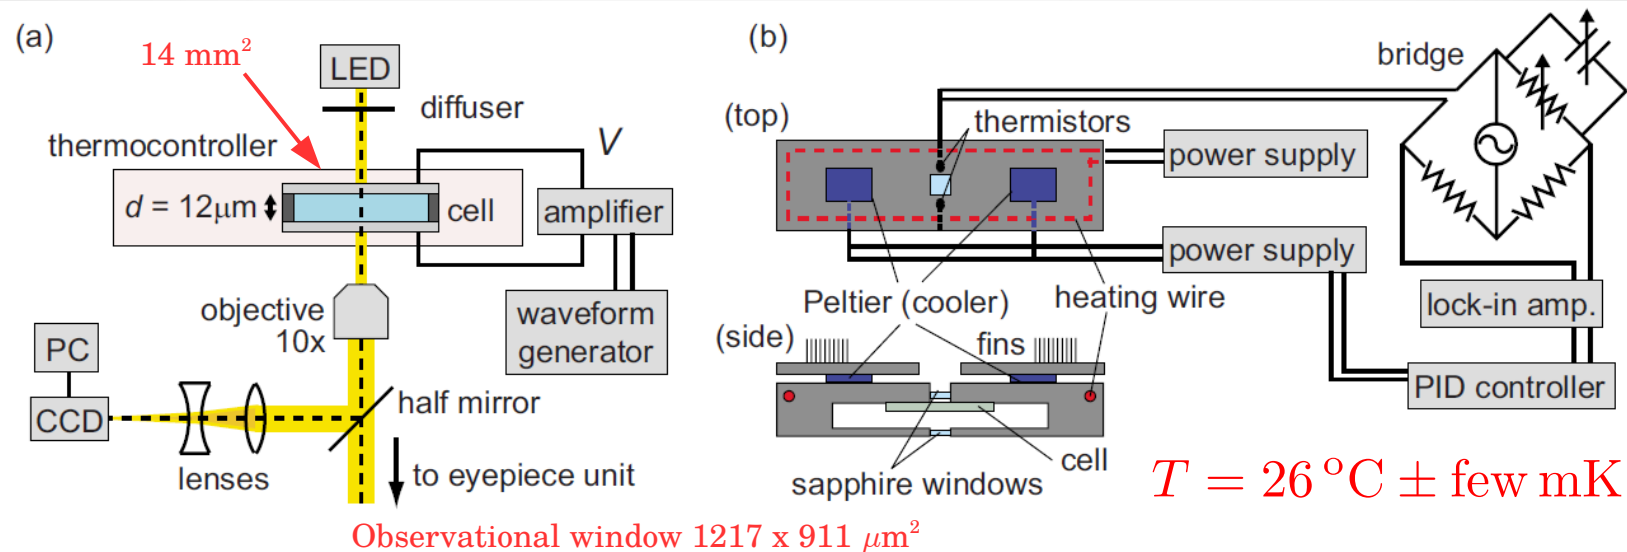 (a)
14 mm²
LED
diffuser
thermocontroller
V
d = 12μm
cell
amplifier
objective
10x
waveform
generator
PC
CCD
half mirror
lenses
to eyepiece unit
Observational window 1217 x 911 μm²
(b)
bridge
(top)
thermistors
power supply
power supply
Peltier (cooler)
heating wire
lock-in amp.
(side)
fins
PID controller
cell
sapphire windows
T = 26 °C ± few mK